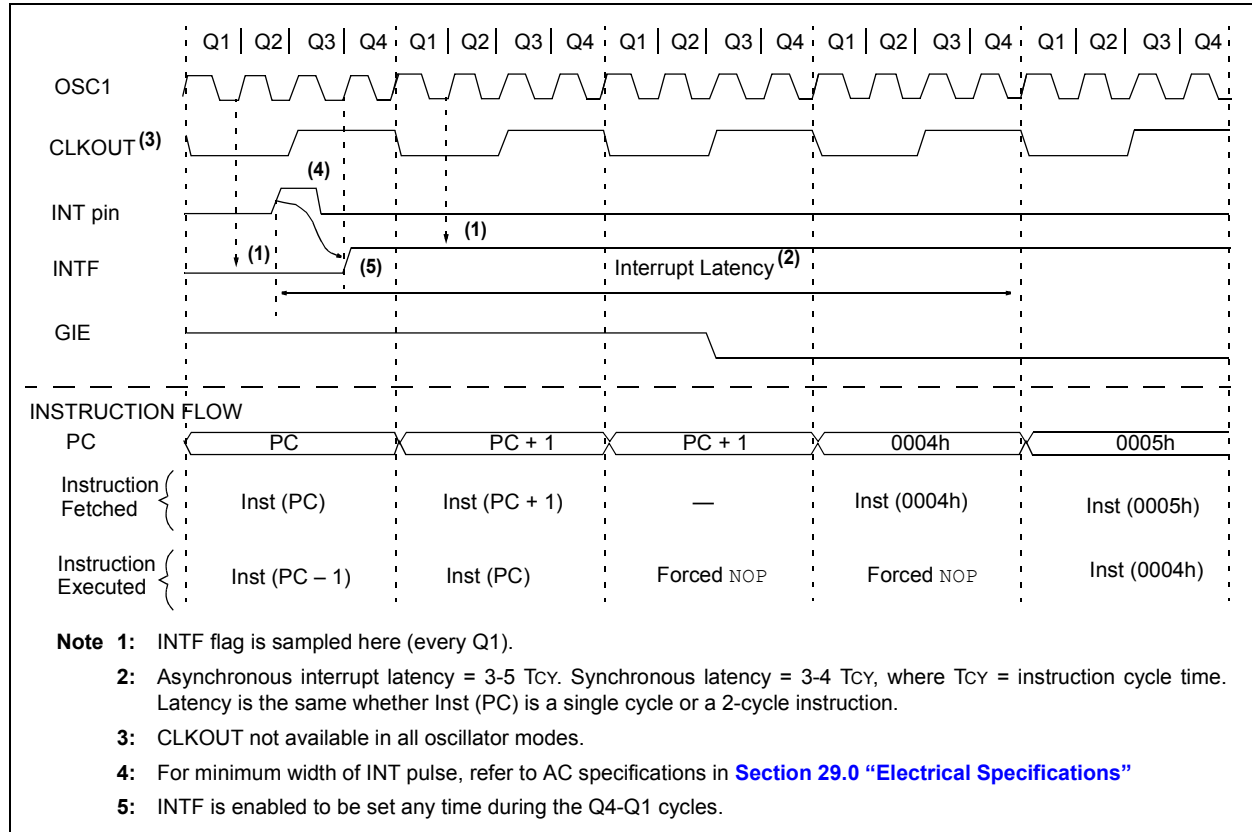 Q1 | Q2 | Q3 | Q4 Q1 | Q2 | Q3 | Q4 Q1 | Q2 | Q3 | Q4 Q1 | Q2 | Q3 | Q4 Q1 | Q2 | Q3 | Q4
OSC1
CLKOUT (3)
(4)
INT pin
(1)
(1)
INTF
(5)
Interrupt Latency (2)
GIE
INSTRUCTION FLOW
PC PC PC + 1 PC + 1 0004h 0005h
Instruction
Fetched
Inst (PC) Inst (PC + 1) — Inst (0004h) Inst (0005h)
Instruction
Executed
Inst (PC – 1) Inst (PC) Forced NOP Forced NOP Inst (0004h)
Note 1: INTF flag is sampled here (every Q1).
2: Asynchronous interrupt latency = 3-5 TCY. Synchronous latency = 3-4 TCY, where TCY = instruction cycle time.
Latency is the same whether Inst (PC) is a single cycle or a 2-cycle instruction.
3: CLKOUT not available in all oscillator modes.
4: For minimum width of INT pulse, refer to AC specifications in Section 29.0 “Electrical Specifications”
5: INTF is enabled to be set any time during the Q4-Q1 cycles.